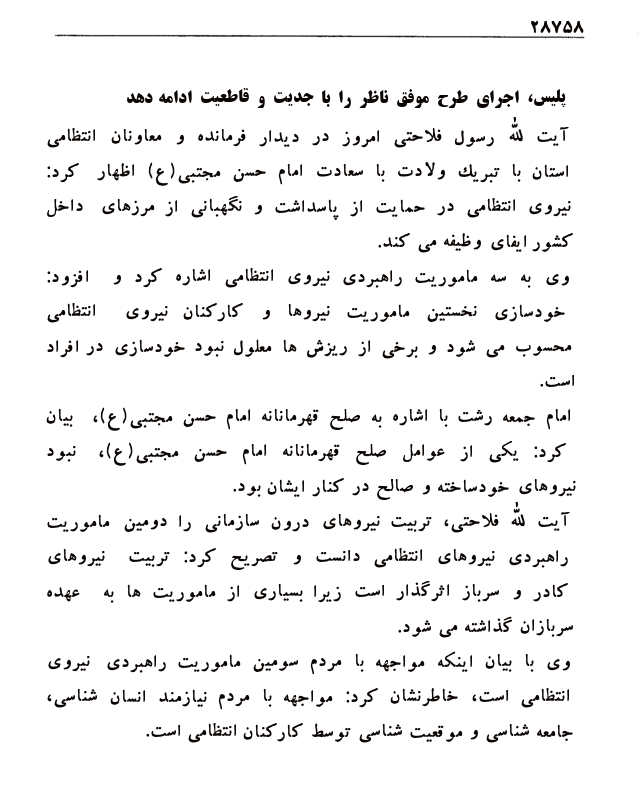 ۲۸۷۵۸
پلیس، اجرای طرح موفق ناظر را با جدیت و قاطعیت ادامه دهد
آیت لله رسول فلاحتی امروز در دیدار فرمانده و معاونان انتظامی
استان با تبریك ولادت با سعادت امام حسن مجتبی(ع) اظهار کرد:
نیروی انتظامی در حمایت از پاسداشت و نگهبانی از مرزهای داخل
کشور ایفای وظیفه می کند.
وی به سه ماموریت راهبردی نیروی انتظامی اشاره کرد و افزود:
خودسازی نخستین ماموریت نیروها و کارکنان نیروی انتظامی
محسوب می شود و برخی از ریزش ها معلول نبود خودسازی در افراد
است.
امام جمعه رشت با اشاره به صلح قهرمانانه امام حسن مجتبی(ع)، بیان
کرد: یکی از عوامل صلح قهرمانانه امام حسن مجتبی(ع)، نبود
نیروهای خودساخته و صالح در کنار ایشان بود.
آیت لله فلاحتی، تربیت نیروهای درون سازمانی را دومین ماموریت
راهبردی نیروهای انتظامی دانست و تصریح کرد: تربیت نیروهای
کادر و سرباز اثرگذار است زیرا بسیاری از ماموریت ها به عهده
سربازان گذاشته می شود.
وی با بیان اینکه مواجهه با مردم سومین ماموریت راهبردی نیروی
انتظامی است، خاطرنشان کرد: مواجهه با مردم نیازمند انسان شناسی،
جامعه شناسی و موقعیت شناسی توسط کارکنان انتظامی است.